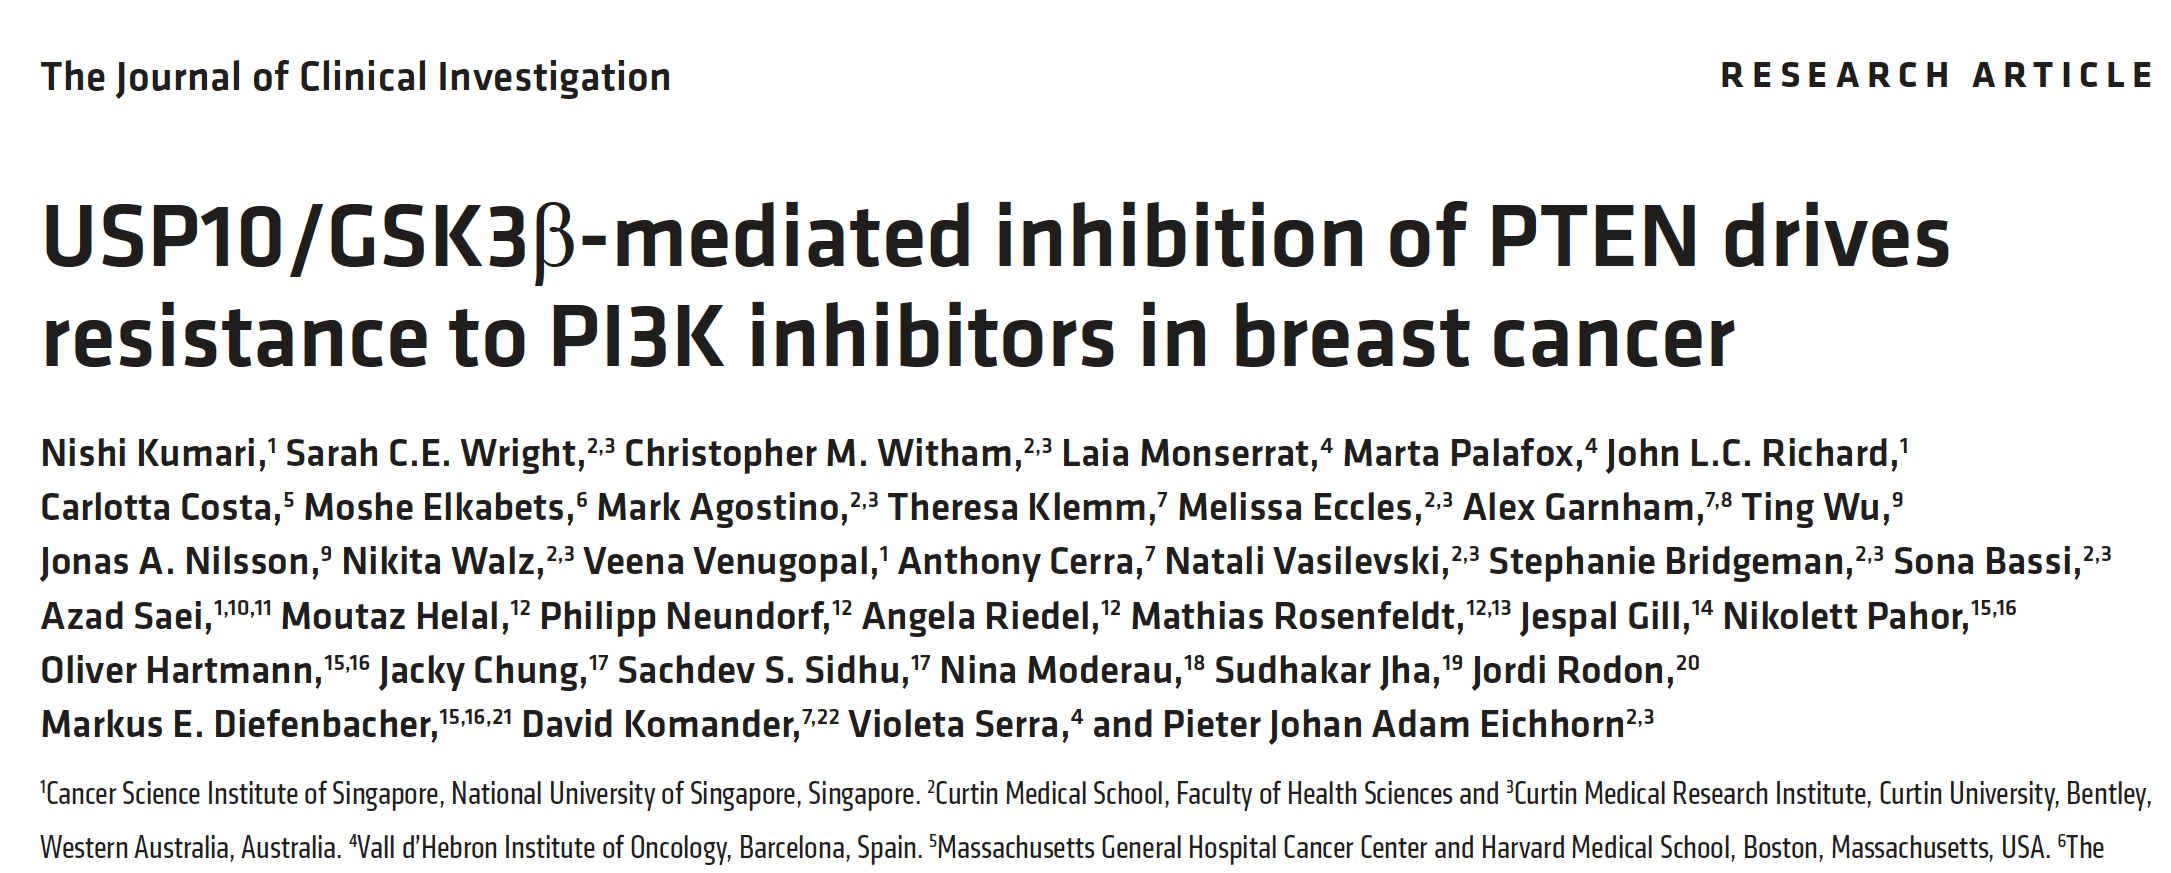 The Journal of Clinical Investigation
RESEARCH ARTICLE
USP10/GSK3β-mediated inhibition of PTEN drives
resistance to PI3K inhibitors in breast cancer
Nishi Kumari,1 Sarah C.E. Wright,2,3 Christopher M. Witham,2,3 Laia Monserrat,4 Marta Palafox,4 John L.C. Richard,1
Carlotta Costa,5 Moshe Elkabets,6 Mark Agostino,2,3 Theresa Klemm,7 Melissa Eccles,2,3 Alex Garnham,7,8 Ting Wu,9
Jonas A. Nilsson,9 Nikita Walz,2,3 Veena Venugopal,1 Anthony Cerra,7 Natali Vasilevski,2,3 Stephanie Bridgeman,2,3 Sona Bassi,2,3
Azad Saei,1,10,11 Moutaz Helal,12 Philipp Neundorf,12 Angela Riedel,12 Mathias Rosenfeldt,12,13 Jespal Gill,14 Nikolett Pahor,15,16
Oliver Hartmann,15,16 Jacky Chung,17 Sachdev S. Sidhu,17 Nina Moderau,18 Sudhakar Jha,19 Jordi Rodon,20
Markus E. Diefenbacher,15,16,21 David Komander,7,22 Violeta Serra,4 and Pieter Johan Adam Eichhorn2,3
1Cancer Science Institute of Singapore, National University of Singapore, Singapore. 2Curtin Medical School, Faculty of Health Sciences and 3Curtin Medical Research Institute, Curtin University, Bentley,
Western Australia, Australia. 4Vall d’Hebron Institute of Oncology, Barcelona, Spain. 5Massachusetts General Hospital Cancer Center and Harvard Medical School, Boston, Massachusetts, USA. 6The